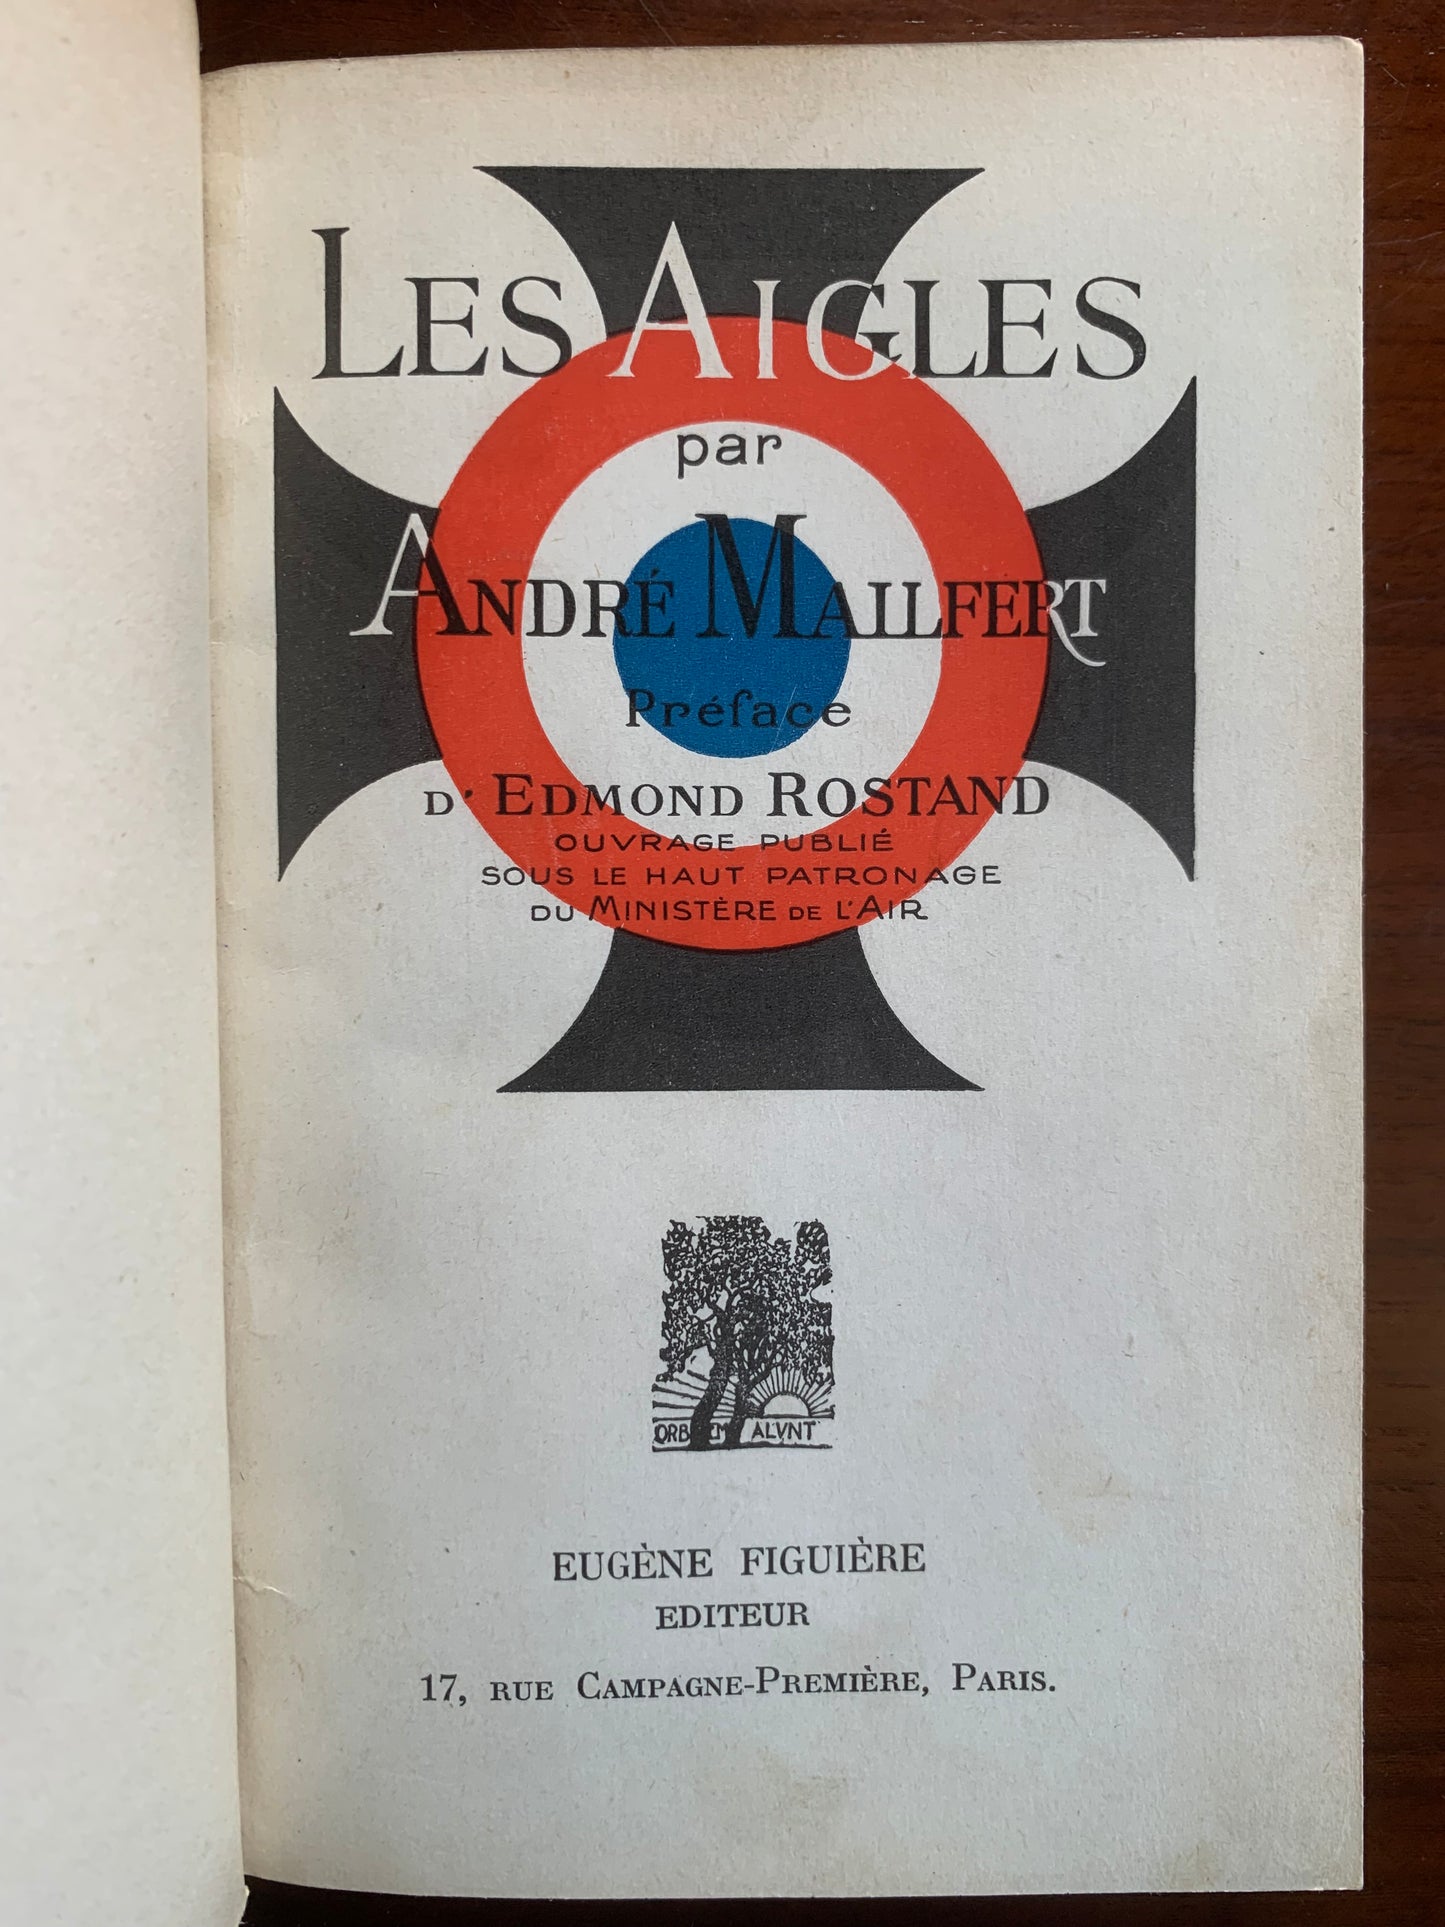 LES AIGLES
par
ANDRÉ MAILFERT
Préface
D'EDMOND ROSTAND
OUVRAGE PUBLIÉ
SOUS LE HAUT PATRONAGE
DU MINISTÈRE DE L'AIR
ORBEM ALVNT
EUGÈNE FIGUIÈRE
EDITEUR
17, RUE CAMPAGNE-PREMIÈRE, PARIS.